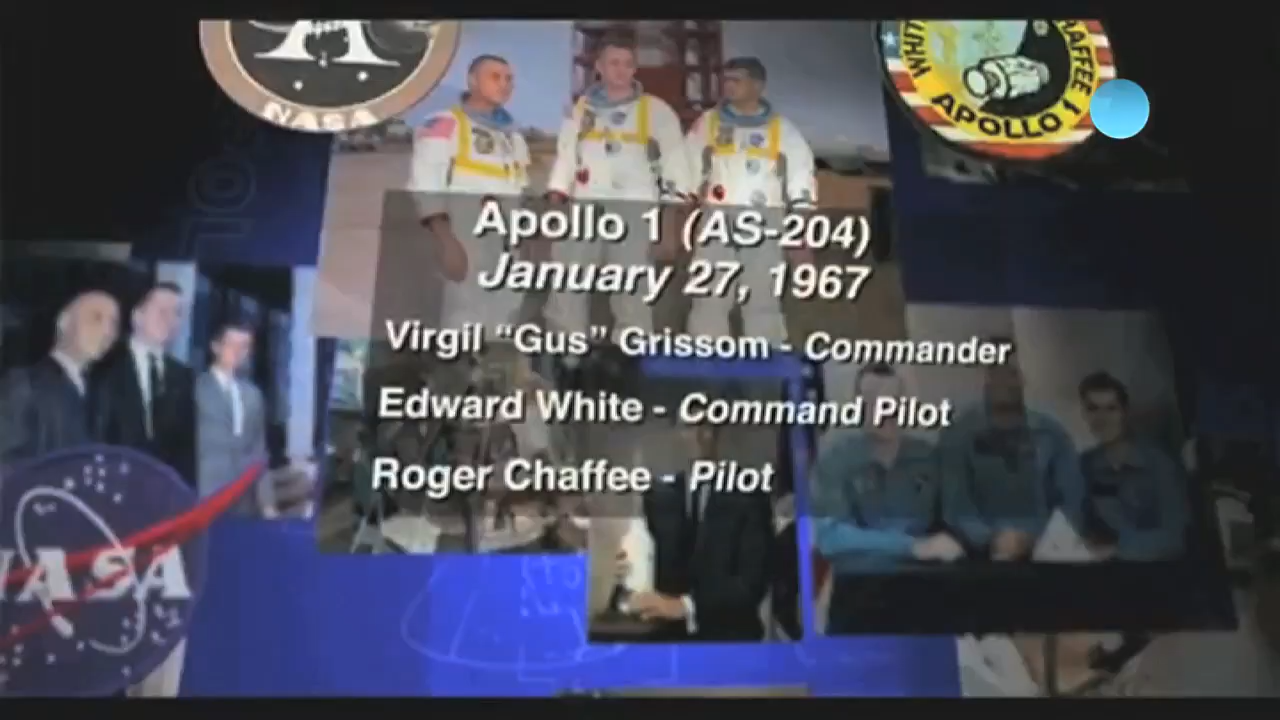 NASA
APOLLO 1
Apollo 1 (AS-204)
January 27, 1967
Virgil “Gus” Grissom - Commander
Edward White - Command Pilot
Roger Chaffee - Pilot
NASA